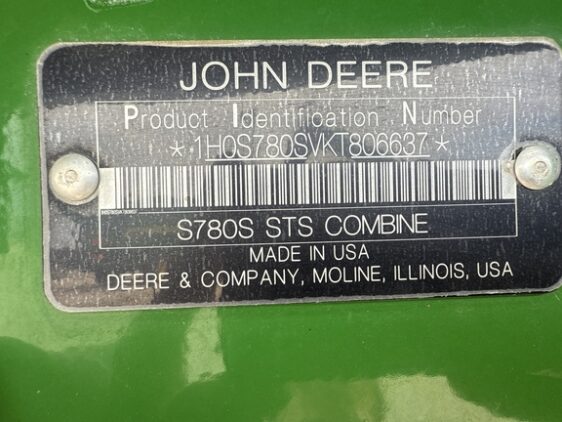 JOHN DEERE
Product Identification Number
*1H0S780SVKT806637*
S780S STS COMBINE
MADE IN USA
DEERE & COMPANY, MOLINE, ILLINOIS, USA